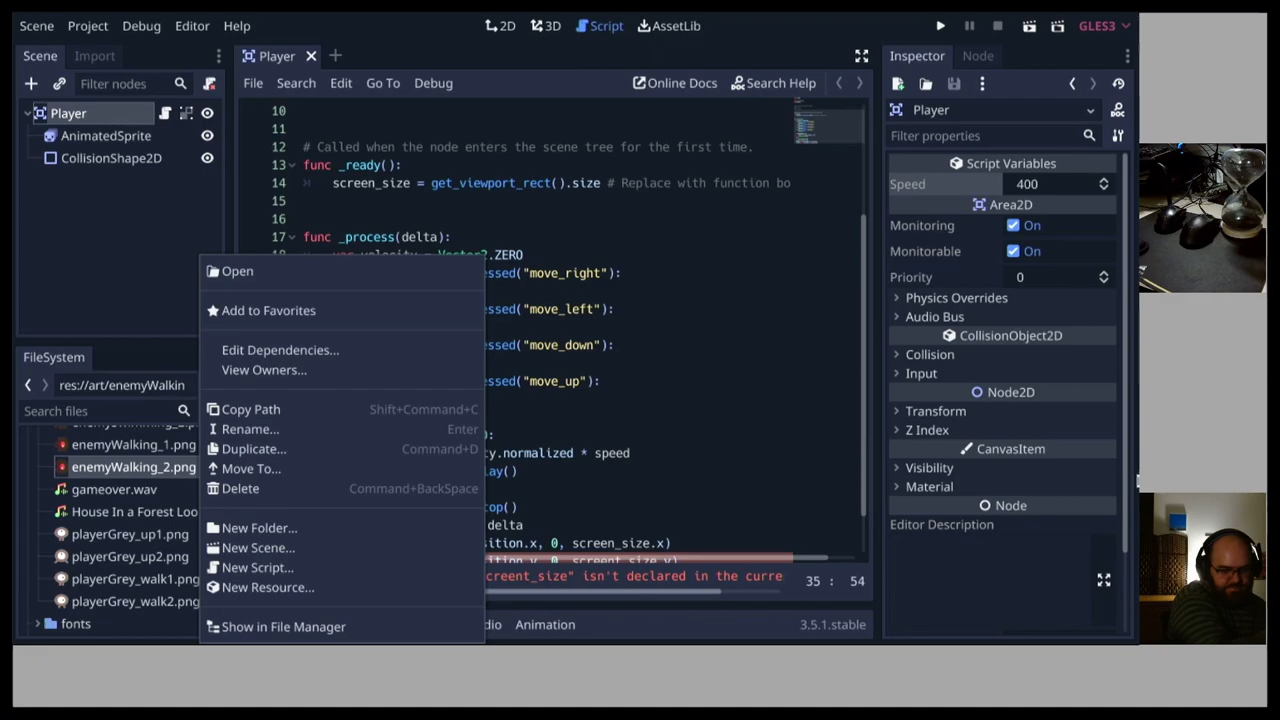 Scene Project Debug Editor Help
2D 3D Script AssetLib
GLES3
Scene Import
Player
Inspector Node
Filter nodes
File Search Edit Go To Debug
Online Docs Search Help
Player
AnimatedSprite
CollisionShape2D
10
11
12 # Called when the node enters the scene tree for the first time.
13 func _ready():
14 screen_size = get_viewport_rect().size # Replace with function bo
15
16
17 func _process(delta):
ZERO
ssed("move_right"):
ssed("move_left"):
ssed("move_down"):
ssed("move_up"):
):
y.normalized * speed
lay()
top()
delta
sition.x, 0, screen_size.x)
sition.y, 0, screent_size.y)
creent_size" isn't declared in the curre
35 : 54
dio Animation
3.5.1.stable
FileSystem
res://art/enemyWalkin
Search files
enemyWalking_1.png
enemyWalking_2.png
gameover.wav
House In a Forest Loo
playerGrey_up1.png
playerGrey_up2.png
playerGrey_walk1.png
playerGrey_walk2.png
fonts
Open
Add to Favorites
Edit Dependencies...
View Owners...
Copy Path Shift+Command+C
Rename... Enter
Duplicate... Command+D
Move To...
Delete Command+BackSpace
New Folder...
New Scene...
New Script...
New Resource...
Show in File Manager
Player
Filter properties
Script Variables
Speed 400
Area2D
Monitoring On
Monitorable On
Priority 0
Physics Overrides
Audio Bus
CollisionObject2D
Collision
Input
Node2D
Transform
Z Index
CanvasItem
Visibility
Material
Node
Editor Description